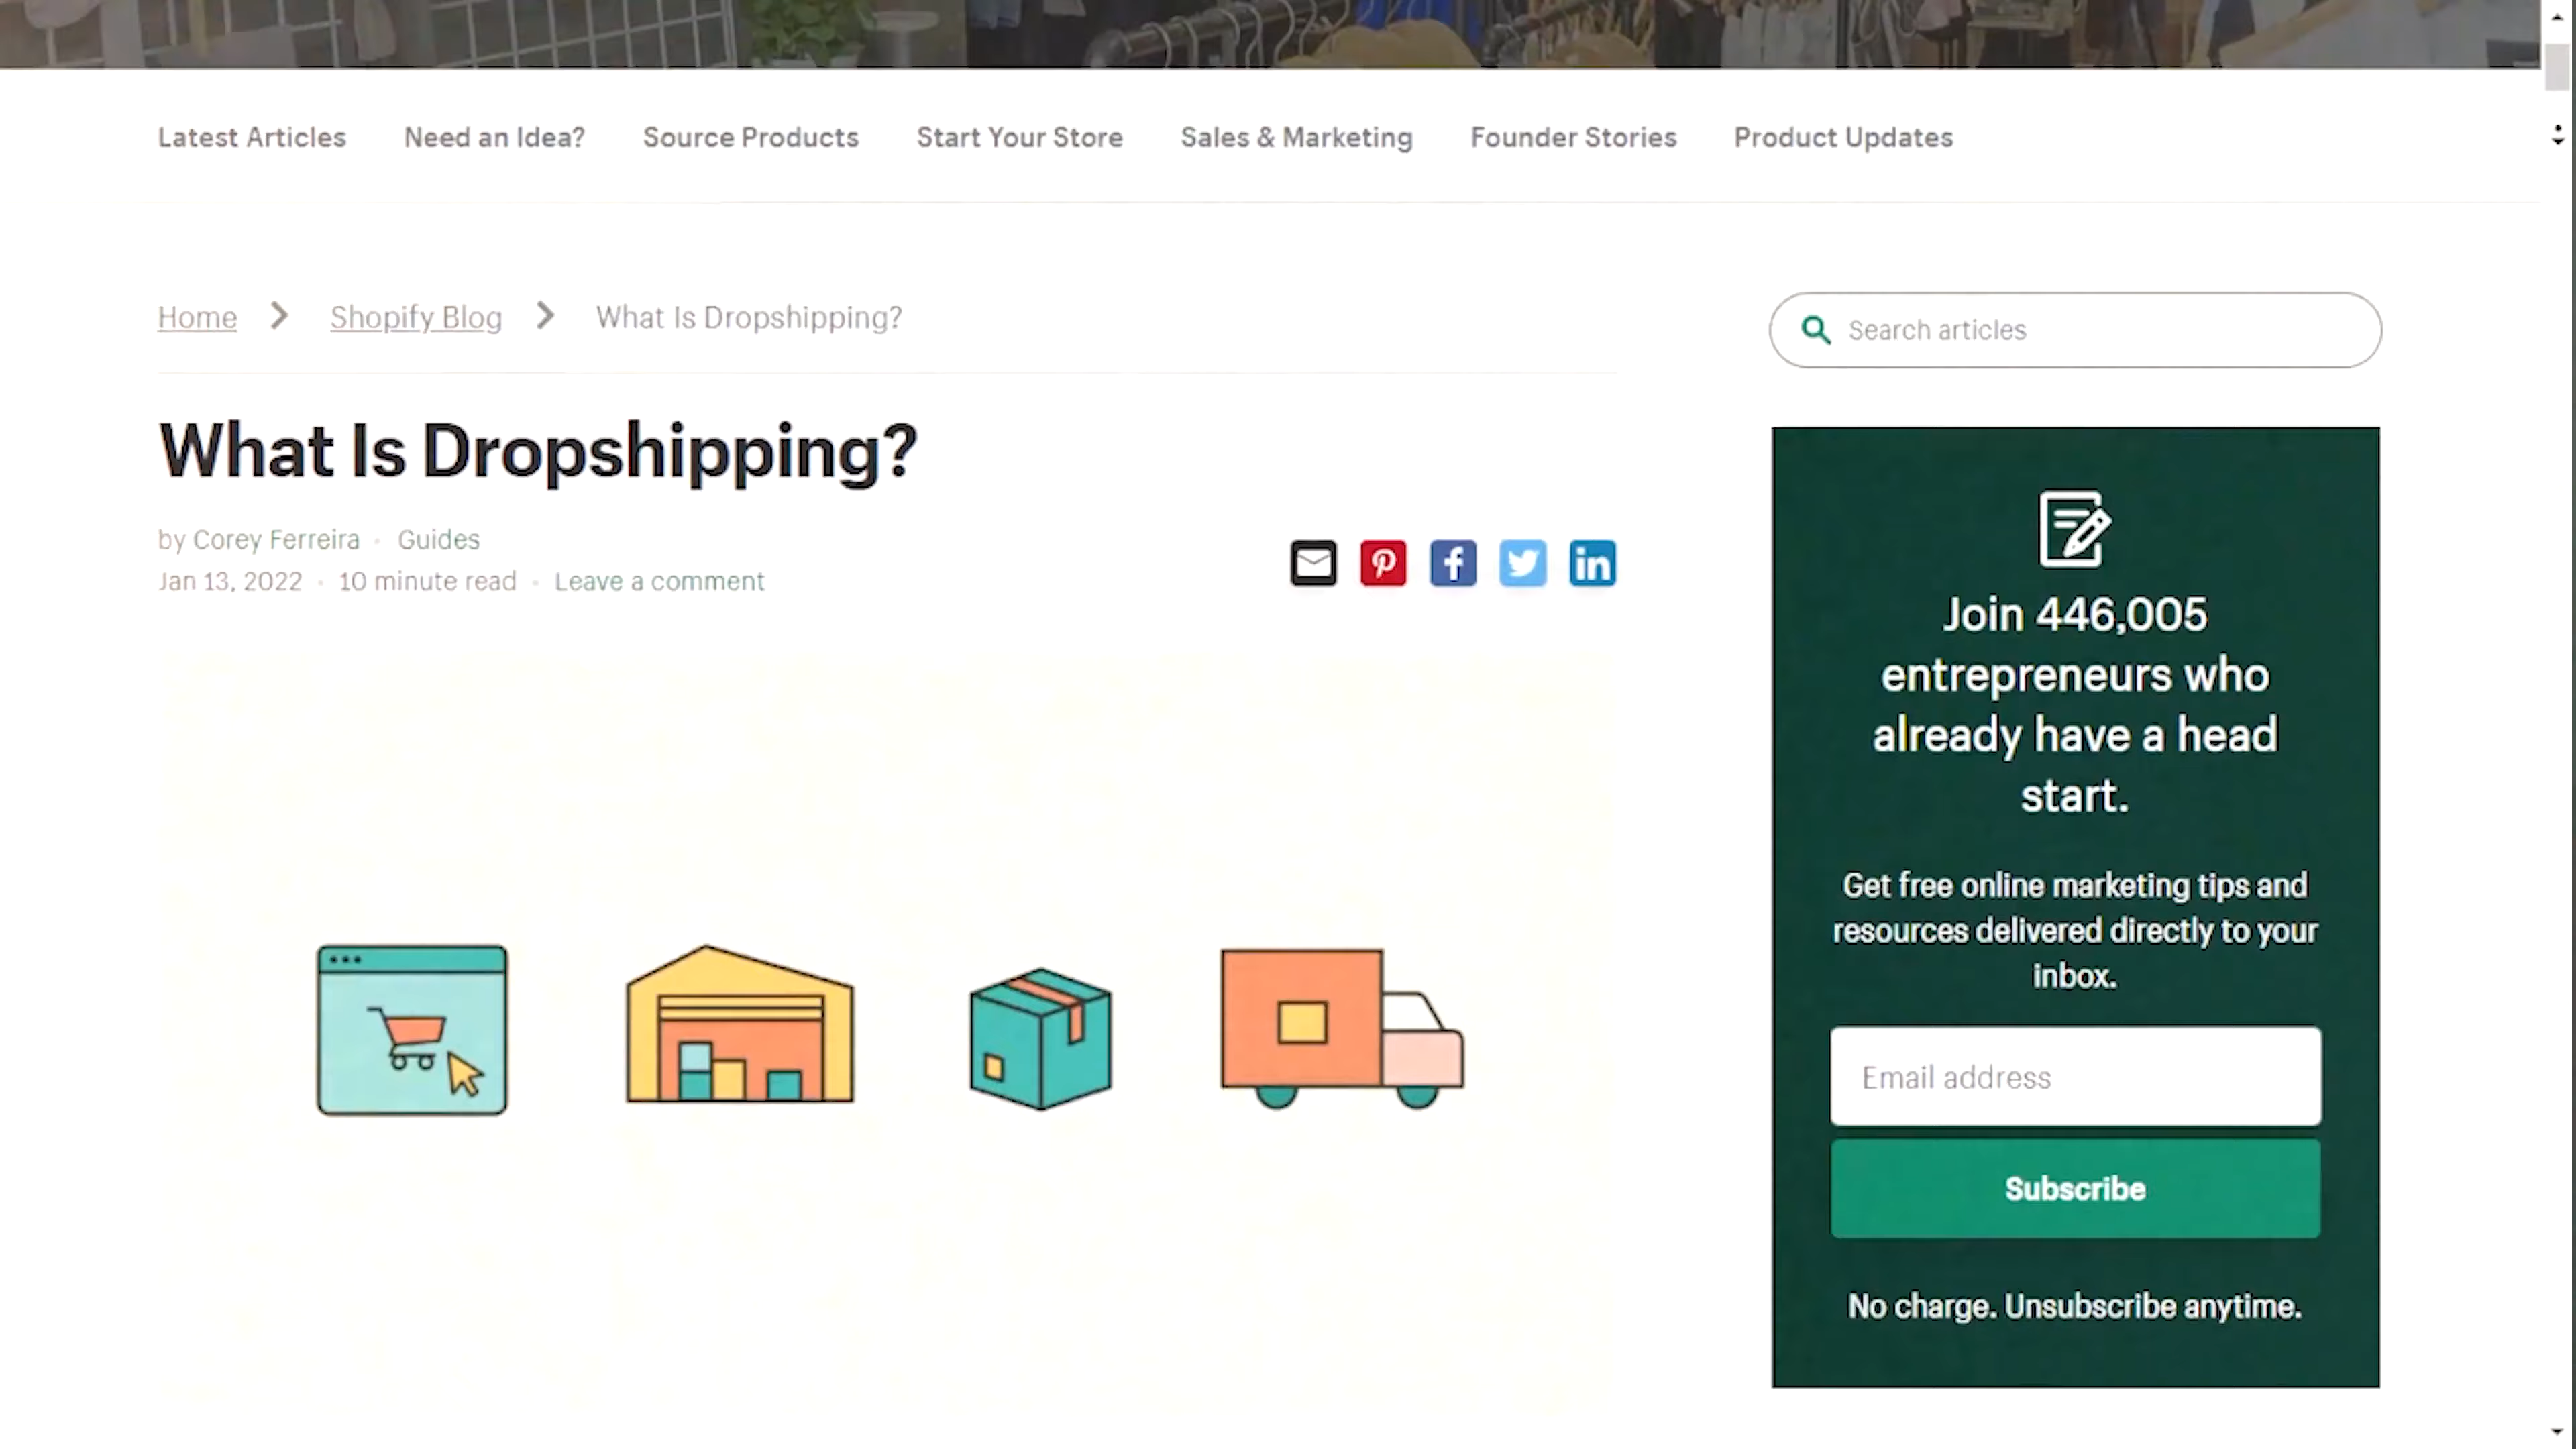 Latest Articles Need an Idea? Source Products Start Your Store Sales & Marketing Founder Stories Product Updates
Home Shopify Blog What Is Dropshipping?
Search articles
What Is Dropshipping?
by Corey Ferreira • Guides
Jan 13, 2022 • 10 minute read • Leave a comment
Join 446,005
entrepreneurs who
already have a head
start.
Get free online marketing tips and
resources delivered directly to your
inbox.
Email address
Subscribe
No charge. Unsubscribe anytime.